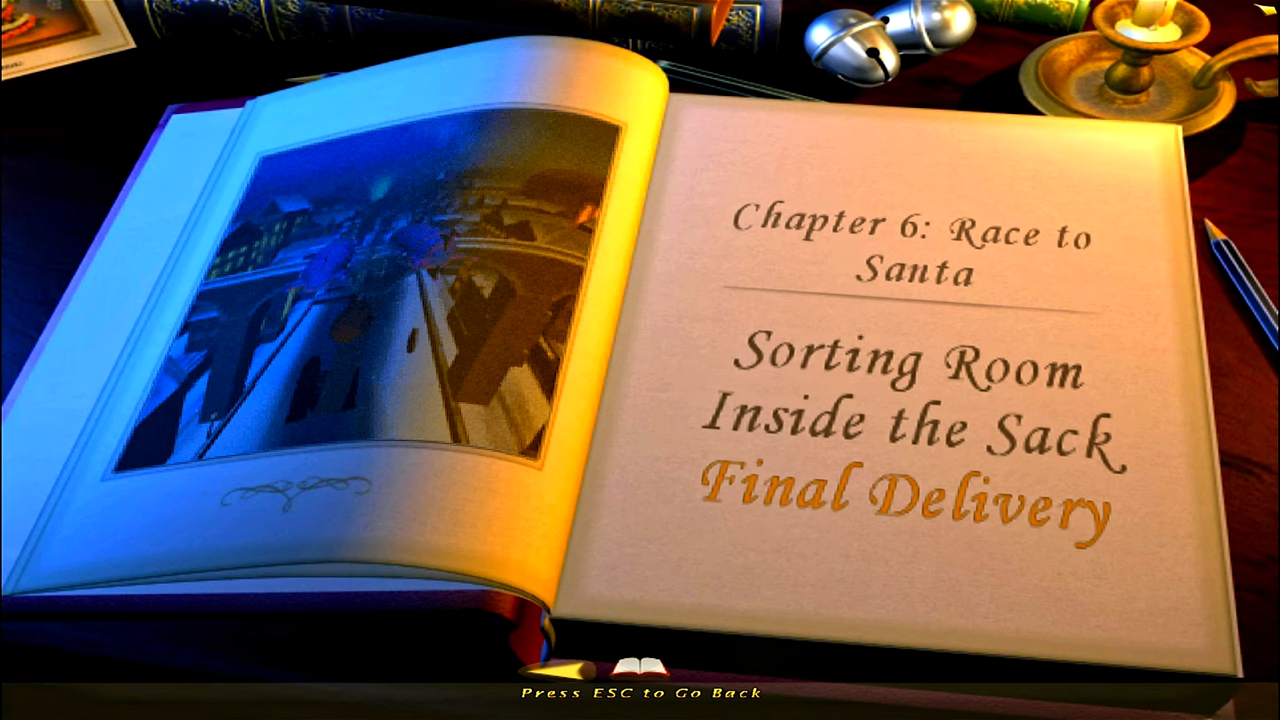 Chapter 6: Race to
Santa
Sorting Room
Inside the Sack
Final Delivery
Press ESC to Go Back